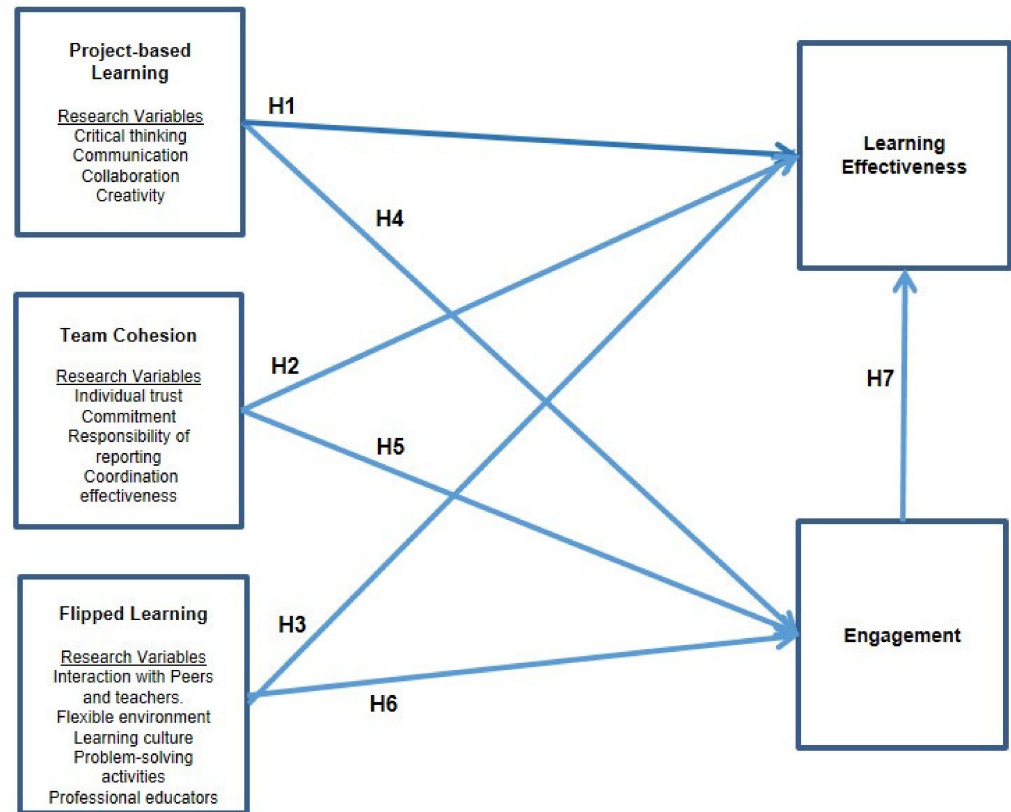 Project-based
Learning
Research Variables
Critical thinking
Communication
Collaboration
Creativity
H1
Learning
Effectiveness
H4
Team Cohesion
Research Variables
Individual trust
Commitment
Responsibility of
reporting
Coordination
effectiveness
H2
H5
H7
Flipped Learning
Research Variables
Interaction with Peers
and teachers.
Flexible environment
Learning culture
Problem-solving
activities
Professional educators
H3
H6
Engagement